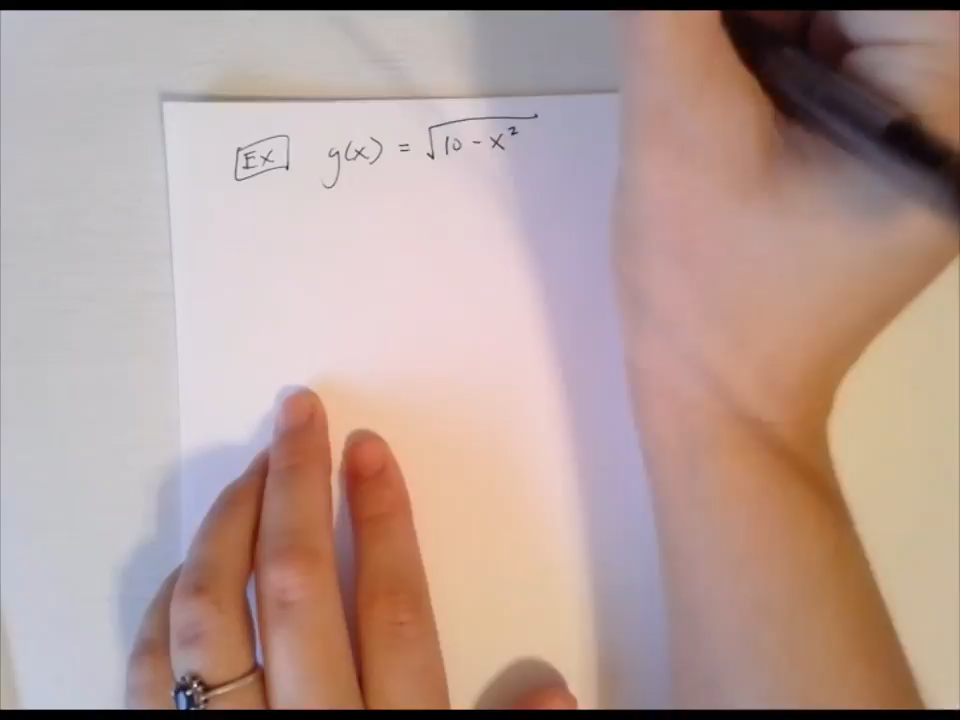 Ex g(x) = √10 - x²